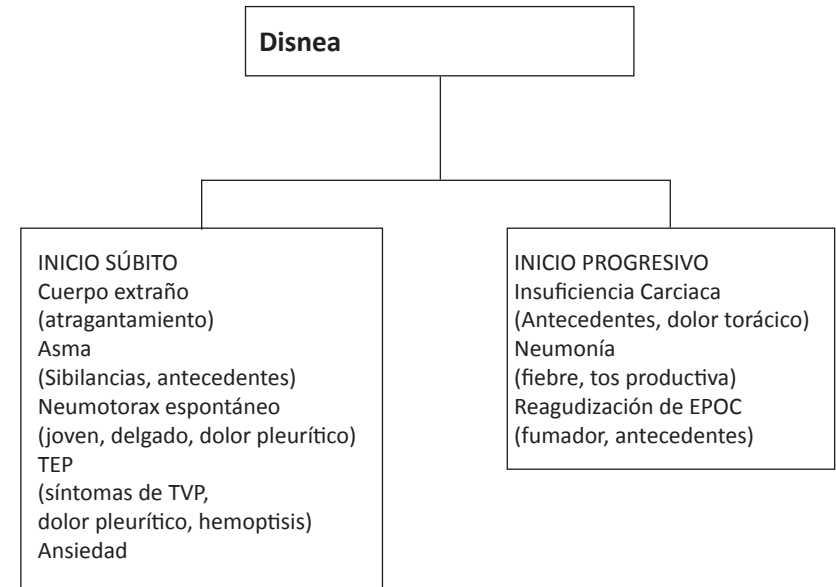 Disnea
INICIO SÚBITO
Cuerpo extraño
(atragantamiento)
Asma
(Sibilancias, antecedentes)
Neumotorax espontáneo
(joven, delgado, dolor pleurítico)
TEP
(síntomas de TVP,
dolor pleurítico, hemoptisis)
Ansiedad
INICIO PROGRESIVO
Insuficiencia Carciaca
(Antecedentes, dolor torácico)
Neumonía
(fiebre, tos productiva)
Reagudización de EPOC
(fumador, antecedentes)